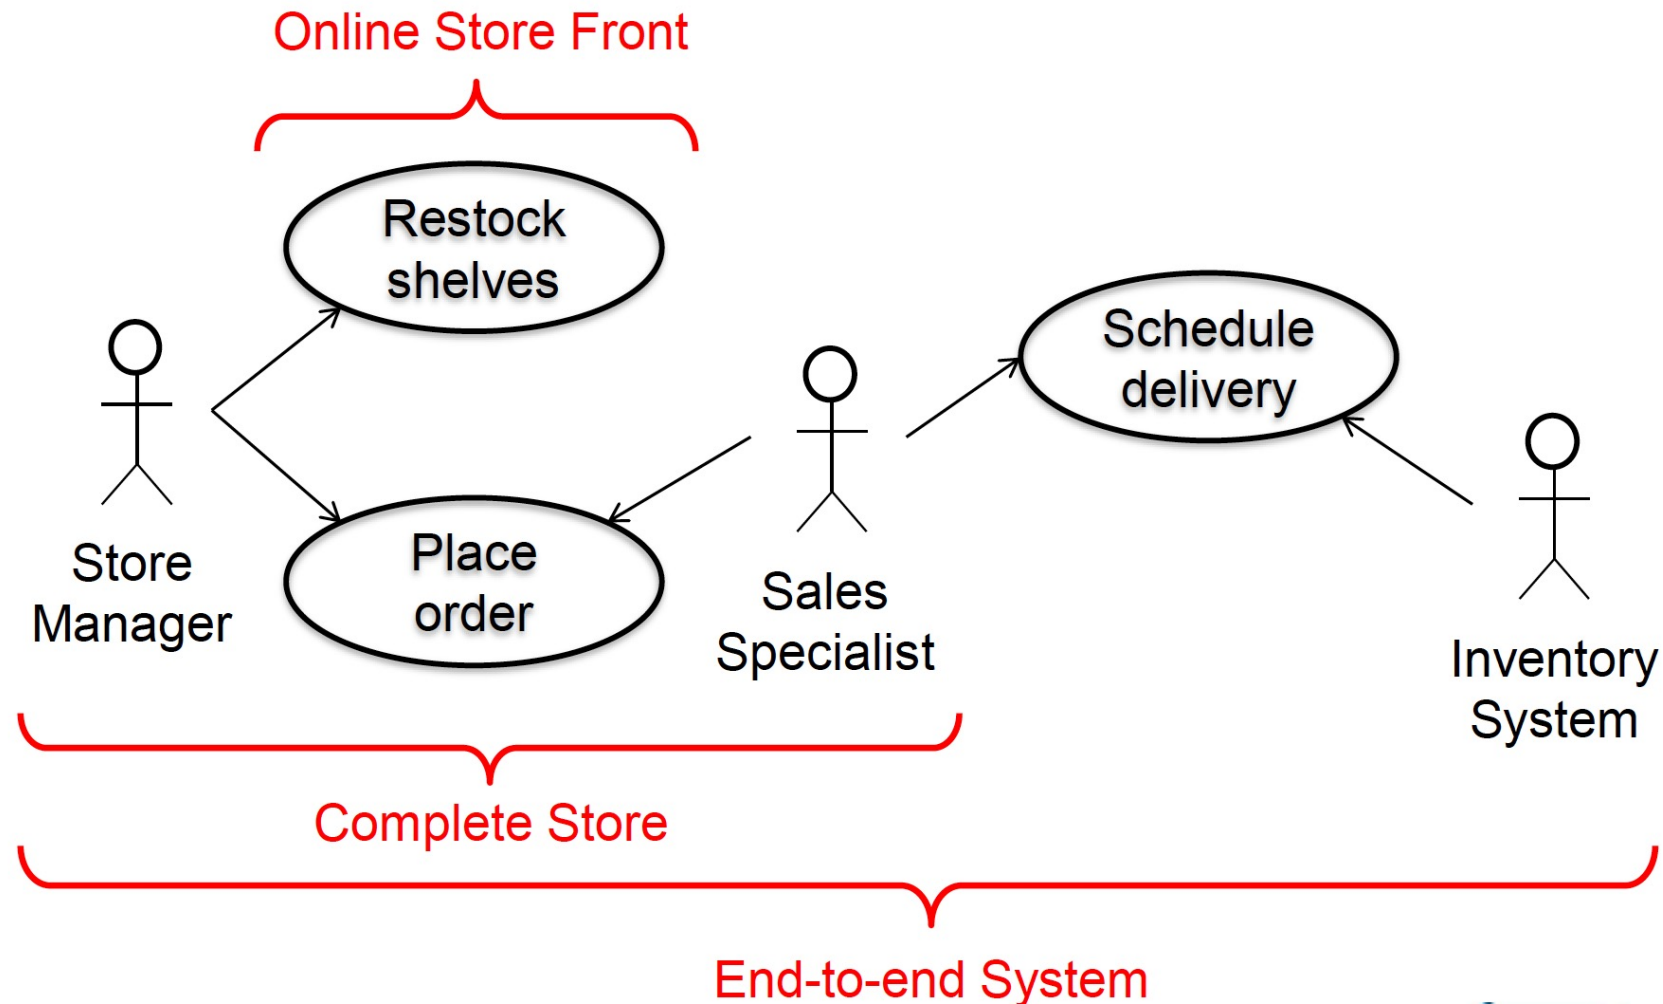 Online Store Front
Restock
shelves
Schedule
delivery
Store
Manager
Place
order
Sales
Specialist
Inventory
System
Complete Store
End-to-end System